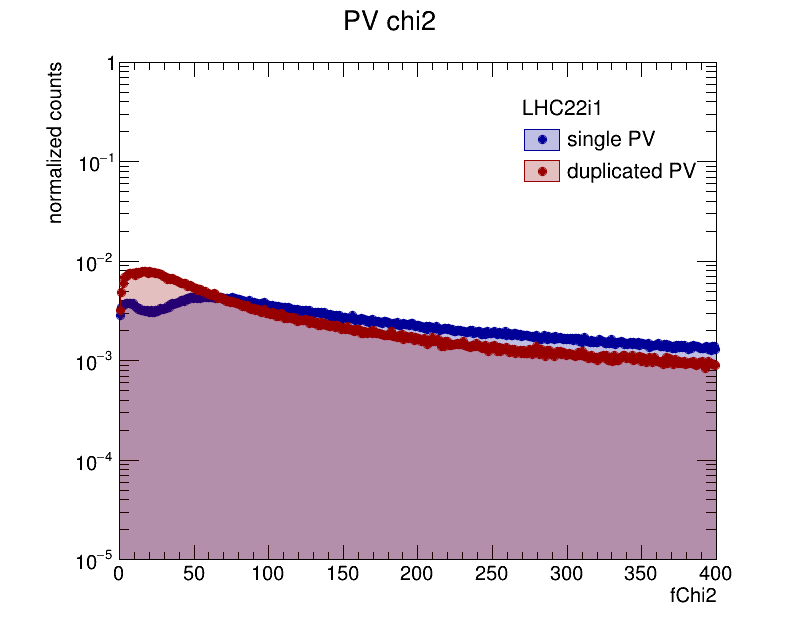 PV chi2
normalized counts
1
10⁻¹
10⁻²
10⁻³
10⁻⁴
10⁻⁵
LHC22i1
single PV
duplicated PV
0 50 100 150 200 250 300 350 400
fChi2